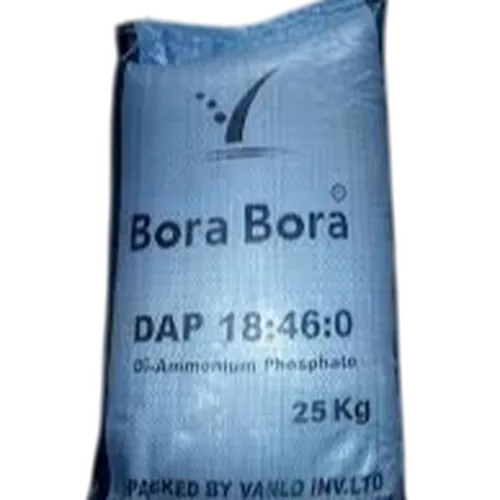 Bora Bora
DAP 18:46:0
Di-Ammonium Phosphate
25 Kg
PACKED BY VANLO INV.LTD